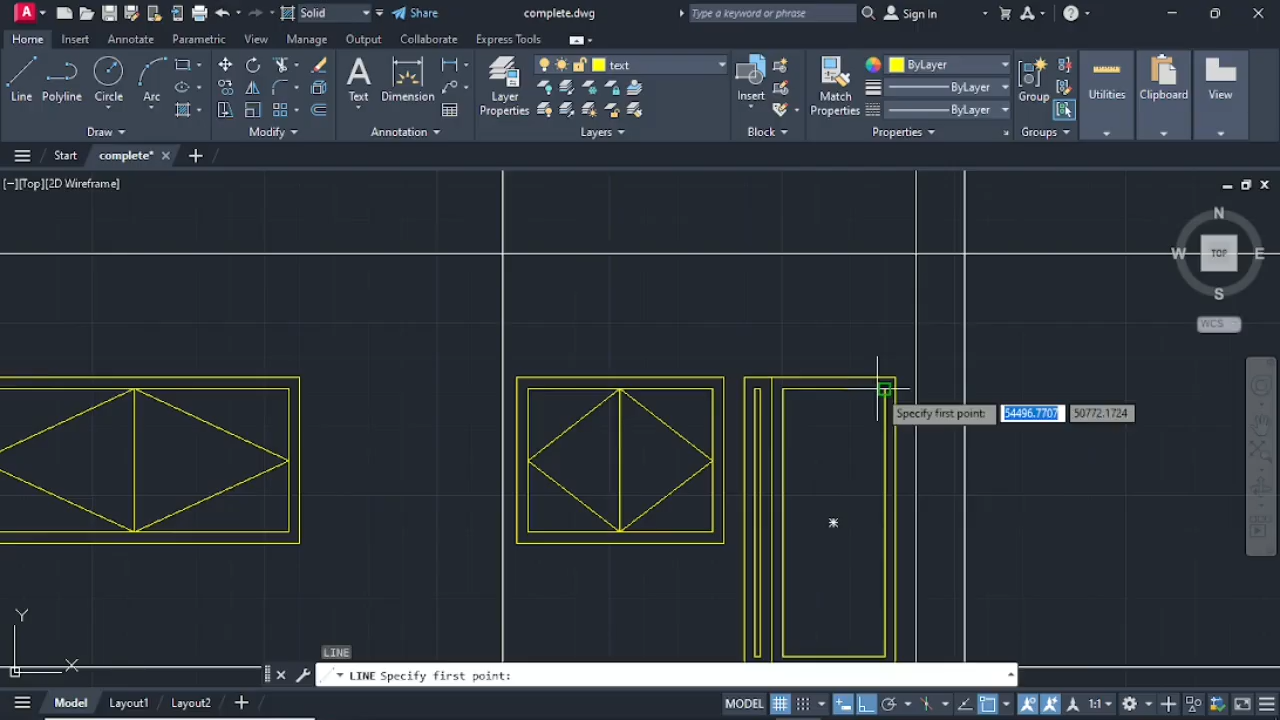 A Solid Share complete.dwg Type a keyword or phrase Sign In
Home Insert Annotate Parametric View Manage Output Collaborate Express Tools
text ByLayer
Line Polyline Circle Arc Text Dimension Layer Properties Insert Match Properties ByLayer Group Utilities Clipboard View
ByLayer
Draw Modify Annotation Layers Block Properties Groups
Start complete*
[−][Top][2D Wireframe]
N
W TOP E
S
WCS
Specify first point: 54496.7707 50772.1724
Y
X
LINE
LINE Specify first point:
Model Layout1 Layout2 MODEL 1:1